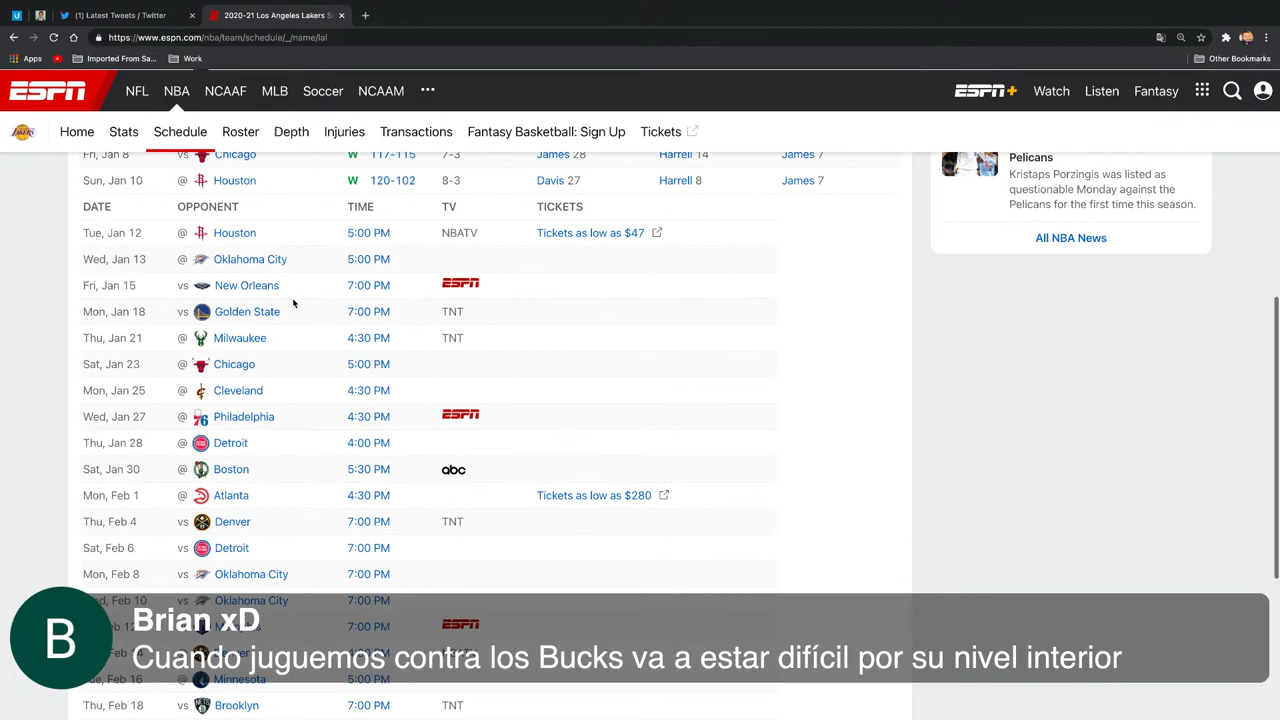 (1) Latest Tweets / Twitter
2020-21 Los Angeles Lakers S
https://www.espn.com/nba/team/schedule/_/name/lal
Apps
Imported From Sa...
Work
Other Bookmarks
ESPN NFL NBA NCAAF MLB Soccer NCAAM ESPN+ Watch Listen Fantasy
LAKERS Home Stats Schedule Roster Depth Injuries Transactions Fantasy Basketball: Sign Up Tickets
Fri, Jan 8 vs Chicago W 117-115 7-3 James 28 Harrell 14 James 7
Sun, Jan 10 @ Houston W 120-102 8-3 Davis 27 Harrell 8 James 7
DATE OPPONENT TIME TV TICKETS
Tue, Jan 12 @ Houston 5:00 PM NBATV Tickets as low as $47
Wed, Jan 13 @ Oklahoma City 5:00 PM
Fri, Jan 15 vs New Orleans 7:00 PM ESPN
Mon, Jan 18 vs Golden State 7:00 PM TNT
Thu, Jan 21 @ Milwaukee 4:30 PM TNT
Sat, Jan 23 @ Chicago 5:00 PM
Mon, Jan 25 @ Cleveland 4:30 PM
Wed, Jan 27 @ Philadelphia 4:30 PM ESPN
Thu, Jan 28 @ Detroit 4:00 PM
Sat, Jan 30 @ Boston 5:30 PM abc
Mon, Feb 1 @ Atlanta 4:30 PM Tickets as low as $280
Thu, Feb 4 vs Denver 7:00 PM TNT
Sat, Feb 6 vs Detroit 7:00 PM
Mon, Feb 8 vs Oklahoma City 7:00 PM
Feb 10 vs Oklahoma City 7:00 PM
ESPN
Feb 16 @ Minnesota 5:00 PM
Thu, Feb 18 vs Brooklyn 7:00 PM TNT
Pelicans
Kristaps Porzingis was listed as
questionable Monday against the
Pelicans for the first time this season.
All NBA News
B
Brian xD
Cuando juguemos contra los Bucks va a estar difícil por su nivel interior